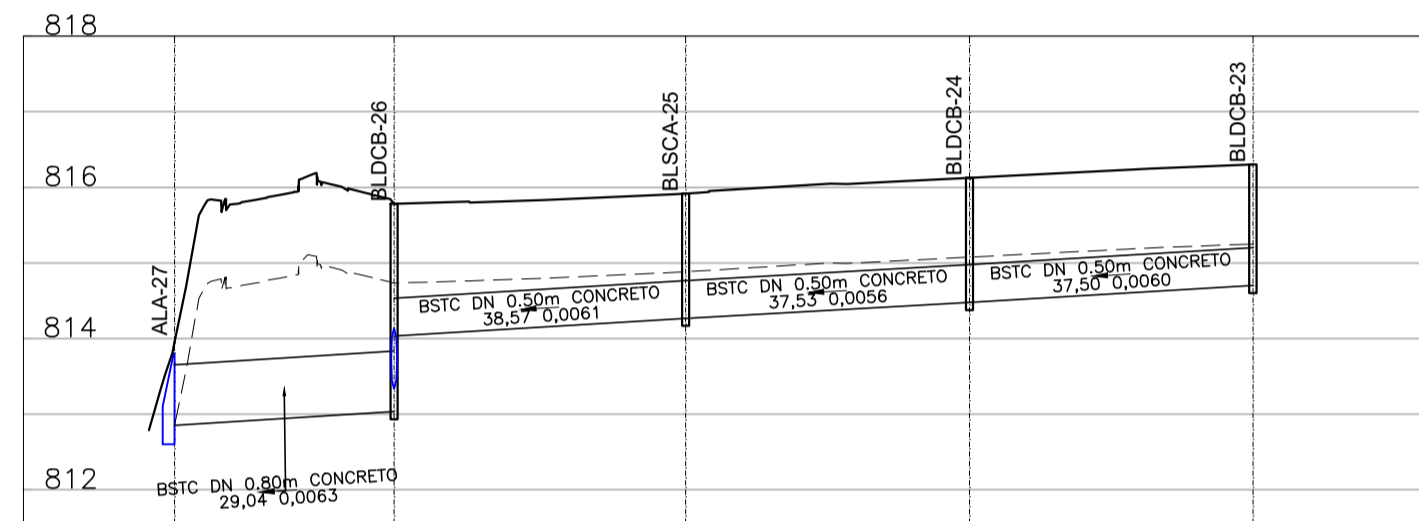 818
816
814
812
ALA-27
BLDCB-26
BLSCA-25
BLDCB-24
BLDCB-23
BSTC DN 0.80m CONCRETO
29,04 0,0063
BSTC DN 0.50m CONCRETO
38,57 0,0061
BSTC DN 0.50m CONCRETO
37,53 0,0056
BSTC DN 0.50m CONCRETO
37,50 0,0060